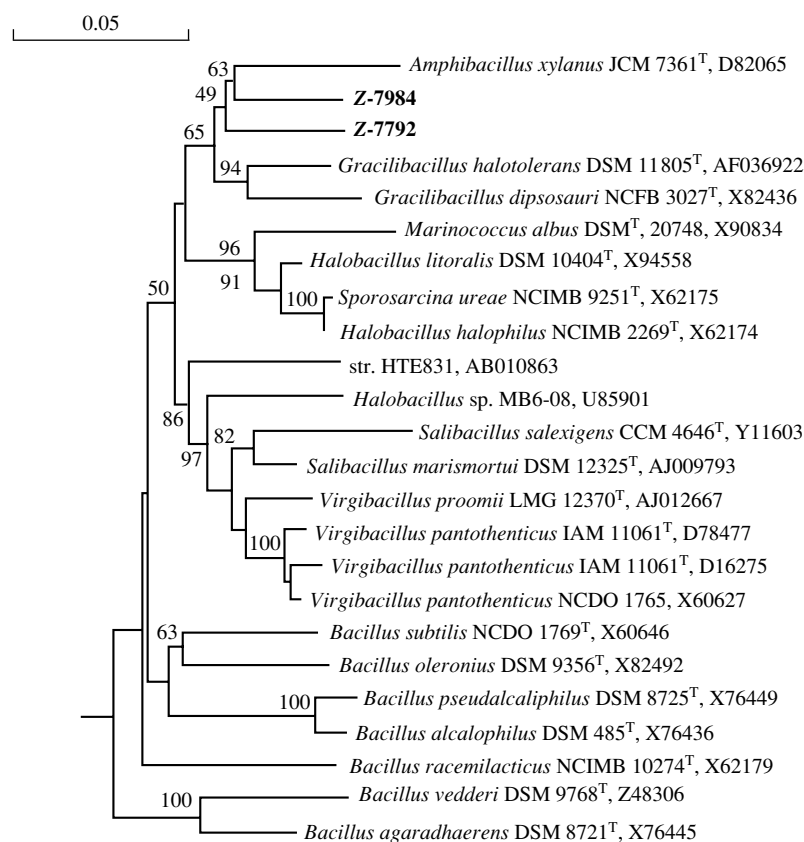 0.05
63
Amphibacillus xylanus JCM 7361ᵀ, D82065
49
Z-7984
65
Z-7792
94
Gracilibacillus halotolerans DSM 11805ᵀ, AF036922
Gracilibacillus dipsosauri NCFB 3027ᵀ, X82436
Marinococcus albus DSMᵀ, 20748, X90834
96
Halobacillus litoralis DSM 10404ᵀ, X94558
91
50
100
Sporosarcina ureae NCIMB 9251ᵀ, X62175
Halobacillus halophilus NCIMB 2269ᵀ, X62174
str. HTE831, AB010863
Halobacillus sp. MB6-08, U85901
86
82
Salibacillus salexigens CCM 4646ᵀ, Y11603
97
Salibacillus marismortui DSM 12325ᵀ, AJ009793
Virgibacillus proomii LMG 12370ᵀ, AJ012667
Virgibacillus pantothenticus IAM 11061ᵀ, D78477
100
Virgibacillus pantothenticus IAM 11061ᵀ, D16275
Virgibacillus pantothenticus NCDO 1765, X60627
63
Bacillus subtilis NCDO 1769ᵀ, X60646
Bacillus oleronius DSM 9356ᵀ, X82492
100
Bacillus pseudalcaliphilus DSM 8725ᵀ, X76449
Bacillus alcalophilus DSM 485ᵀ, X76436
Bacillus racemilacticus NCIMB 10274ᵀ, X62179
100
Bacillus vedderi DSM 9768ᵀ, Z48306
Bacillus agaradhaerens DSM 8721ᵀ, X76445